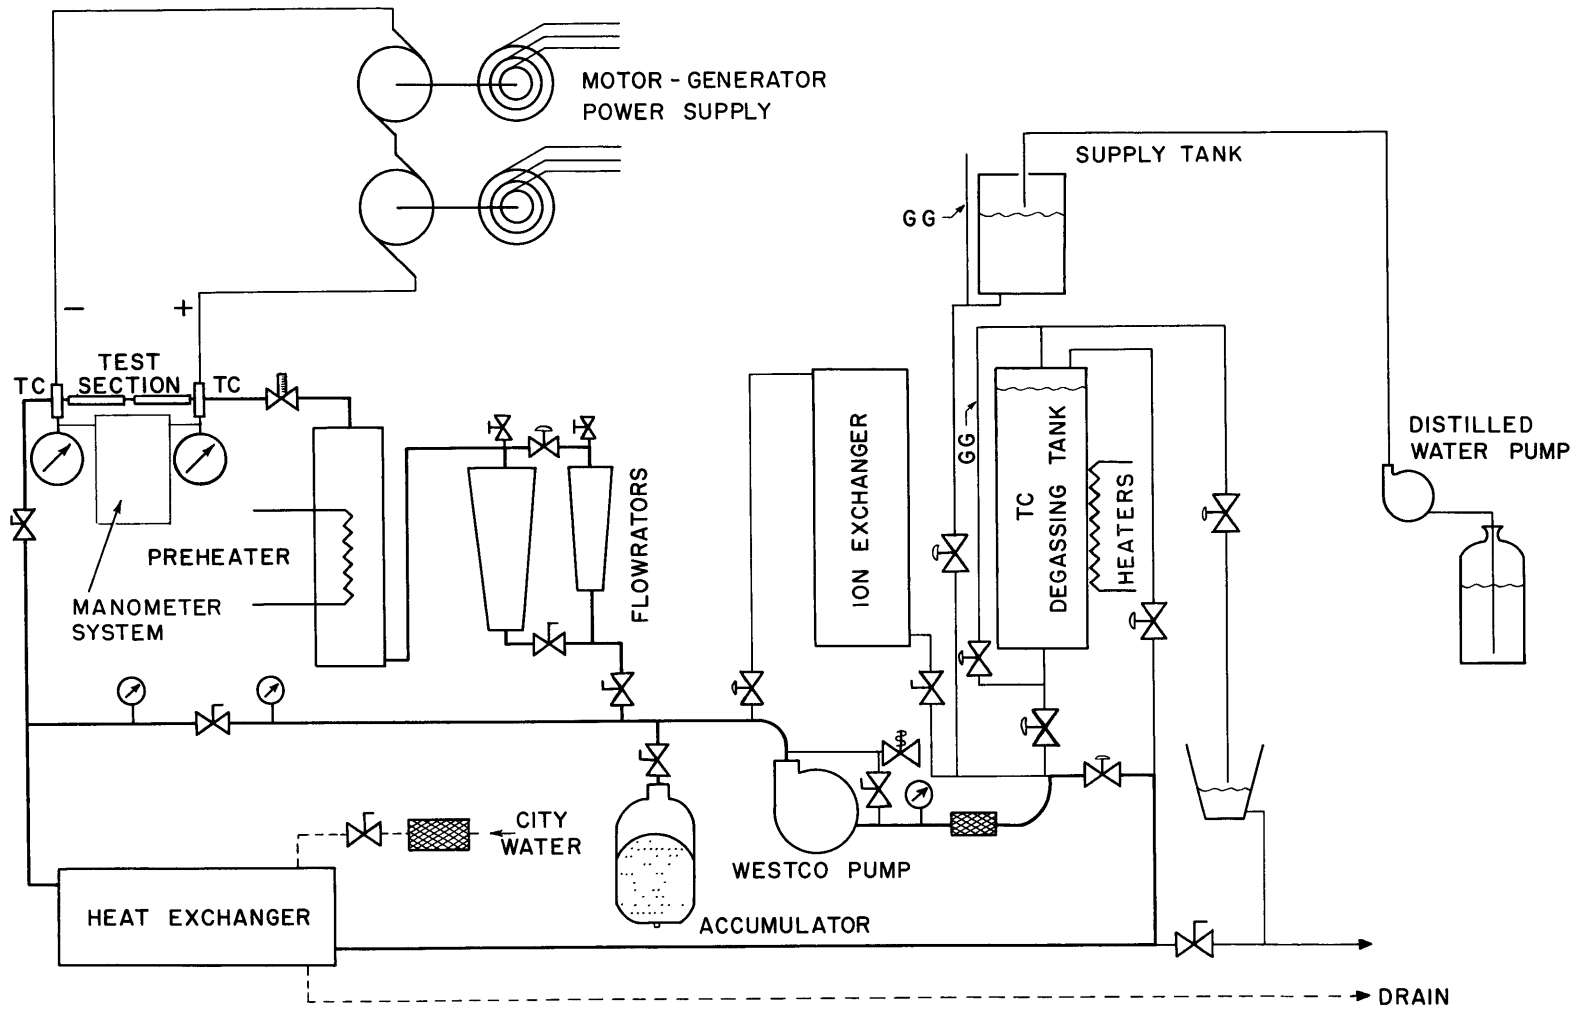 MOTOR - GENERATOR
POWER SUPPLY
SUPPLY TANK
GG
−
+
TEST
SECTION
TC
TC
GG
TC
DEGASSING TANK
HEATERS
ION EXCHANGER
DISTILLED
WATER PUMP
FLOWRATORS
PREHEATER
MANOMETER
SYSTEM
CITY
WATER
WESTCO PUMP
ACCUMULATOR
HEAT EXCHANGER
DRAIN